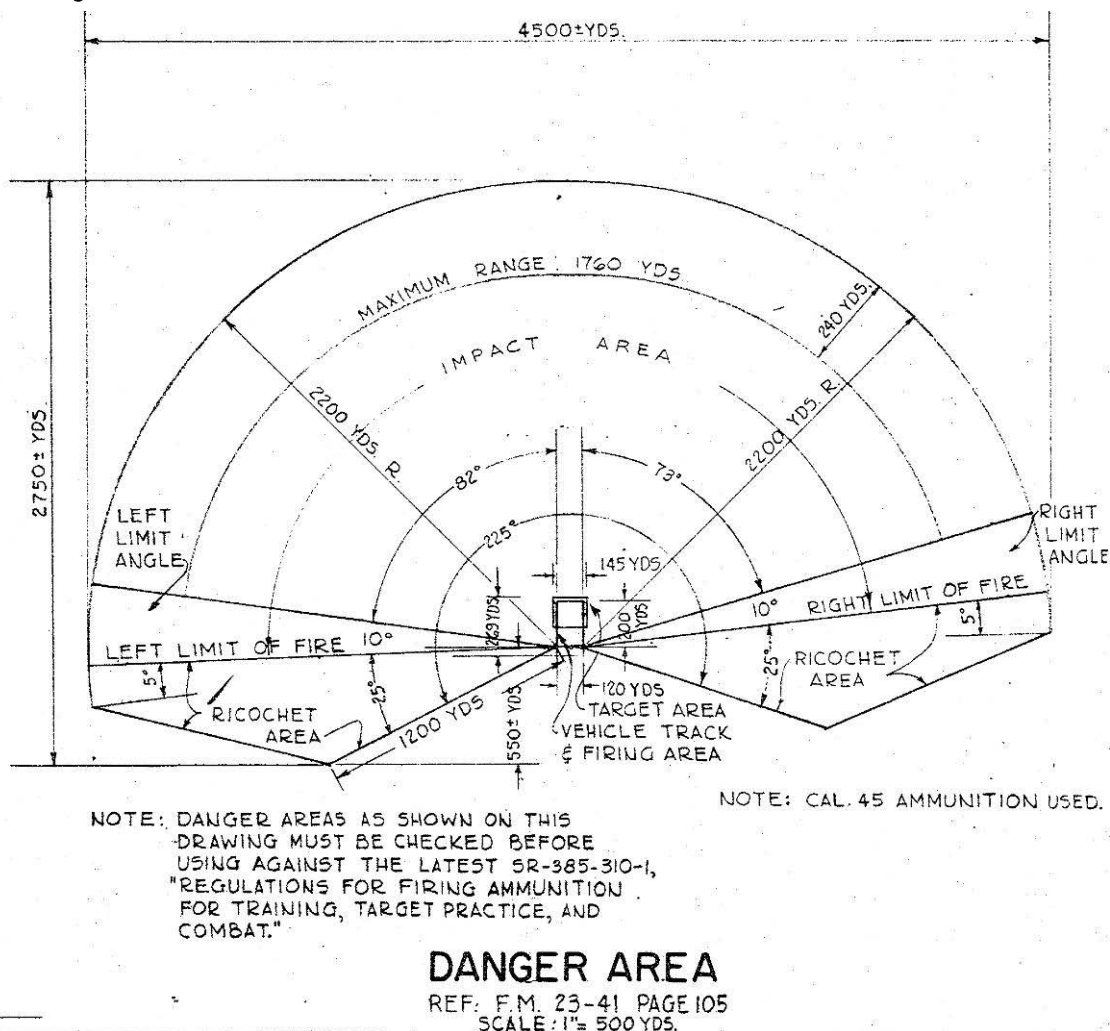 4500±YDS.
MAXIMUM RANGE 1760 YDS.
240 YDS.
IMPACT AREA
2200 YDS. R.
2200 YDS. R.
2750± YDS.
82°
73°
225°
LEFT
LIMIT
ANGLE
RIGHT
LIMIT
ANGLE
145 YDS
269 YDS
200
YDS
10°
RIGHT LIMIT OF FIRE
LEFT LIMIT OF FIRE 10°
5°
5°
25°
25°
RICOCHET
AREA
RICOCHET
AREA
1200 YDS
550± YDS
120 YDS
TARGET AREA
VEHICLE TRACK
& FIRING AREA
NOTE: CAL. 45 AMMUNITION USED.
NOTE: DANGER AREAS AS SHOWN ON THIS
DRAWING MUST BE CHECKED BEFORE
USING AGAINST THE LATEST SR-385-310-1,
"REGULATIONS FOR FIRING AMMUNITION
FOR TRAINING, TARGET PRACTICE, AND
COMBAT."
DANGER AREA
REF: F.M. 23-41 PAGE 105
SCALE: 1"= 500 YDS.